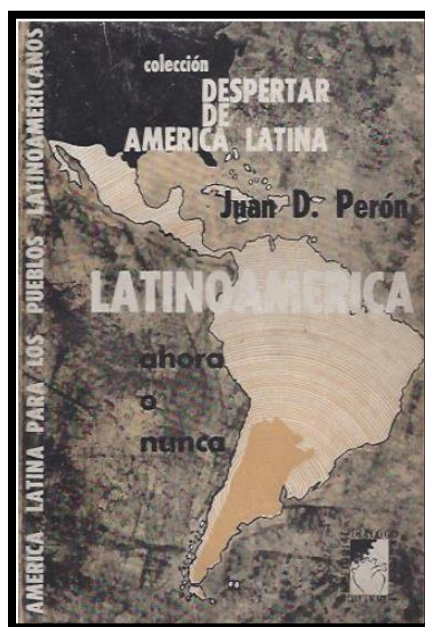 colección
DESPERTAR
DE
AMERICA LATINA
Juan D. Perón
LATINOAMERICA
ahora
o
nunca
AMERICA LATINA PARA LOS PUEBLOS LATINOAMERICANOS